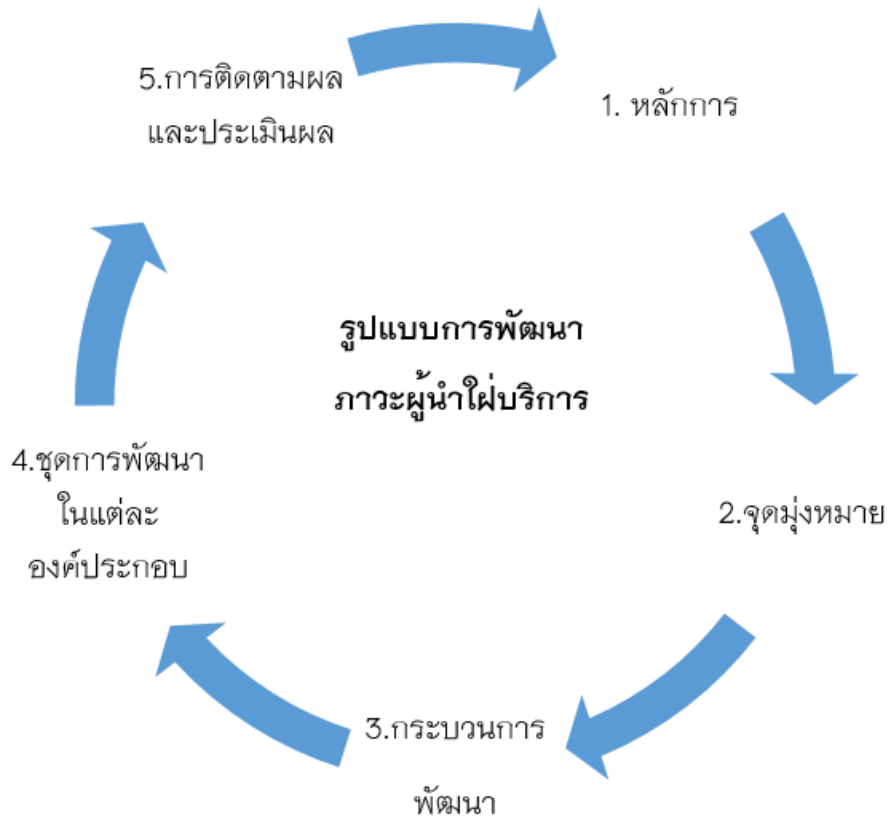 รูปแบบการพัฒนา
ภาวะผู้นำใฝ่บริการ
1. หลักการ
2.จุดมุ่งหมาย
3.กระบวนการ
พัฒนา
4.ชุดการพัฒนา
ในแต่ละ
องค์ประกอบ
5.การติดตามผล
และประเมินผล